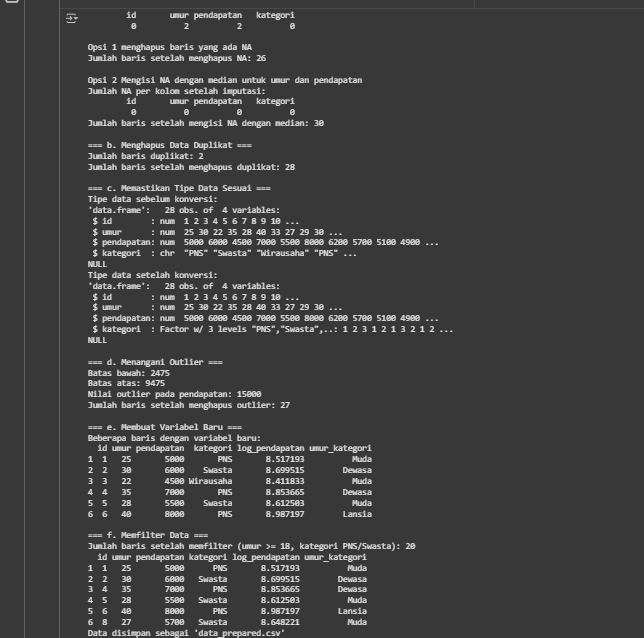 id umur pendapatan kategori
0 2 2 0
Opsi 1 menghapus baris yang ada NA
Jumlah baris setelah menghapus NA: 26
Opsi 2 Mengisi NA dengan median untuk umur dan pendapatan
Jumlah NA per kolom setelah imputasi:
id umur pendapatan kategori
0 0 0 0
Jumlah baris setelah mengisi NA dengan median: 30
=== b. Menghapus Data Duplikat ===
Jumlah baris duplikat: 2
Jumlah baris setelah menghapus duplikat: 28
=== c. Memastikan Tipe Data Sesuai ===
Tipe data sebelum konversi:
'data.frame': 28 obs. of 4 variables:
$ id : num 1 2 3 4 5 6 7 8 9 10 ...
$ umur : num 25 30 22 35 28 40 33 27 29 30 ...
$ pendapatan: num 5000 6000 4500 7000 5500 8000 6200 5700 5100 4900 ...
$ kategori : chr "PNS" "Swasta" "Wirausaha" "PNS" ...
NULL
Tipe data setelah konversi:
'data.frame': 28 obs. of 4 variables:
$ id : num 1 2 3 4 5 6 7 8 9 10 ...
$ umur : num 25 30 22 35 28 40 33 27 29 30 ...
$ pendapatan: num 5000 6000 4500 7000 5500 8000 6200 5700 5100 4900 ...
$ kategori : Factor w/ 3 levels "PNS","Swasta",..: 1 2 3 1 2 1 3 2 1 2 ...
NULL
=== d. Menangani Outlier ===
Batas bawah: 2475
Batas atas: 9475
Nilai outlier pada pendapatan: 15000
Jumlah baris setelah menghapus outlier: 27
=== e. Membuat Variabel Baru ===
Beberapa baris dengan variabel baru:
id umur pendapatan kategori log_pendapatan umur_kategori
1 1 25 5000 PNS 8.517193 Muda
2 2 30 6000 Swasta 8.699515 Dewasa
3 3 22 4500 Wirausaha 8.411833 Muda
4 4 35 7000 PNS 8.853665 Dewasa
5 5 28 5500 Swasta 8.612503 Muda
6 6 40 8000 PNS 8.987197 Lansia
=== f. Memfilter Data ===
Jumlah baris setelah memfilter (umur >= 18, kategori PNS/Swasta): 20
id umur pendapatan kategori log_pendapatan umur_kategori
1 1 25 5000 PNS 8.517193 Muda
2 2 30 6000 Swasta 8.699515 Dewasa
3 4 35 7000 PNS 8.853665 Dewasa
4 5 28 5500 Swasta 8.612503 Muda
5 6 40 8000 PNS 8.987197 Lansia
6 8 27 5700 Swasta 8.648221 Muda
Data disimpan sebagai 'data_prepared.csv'